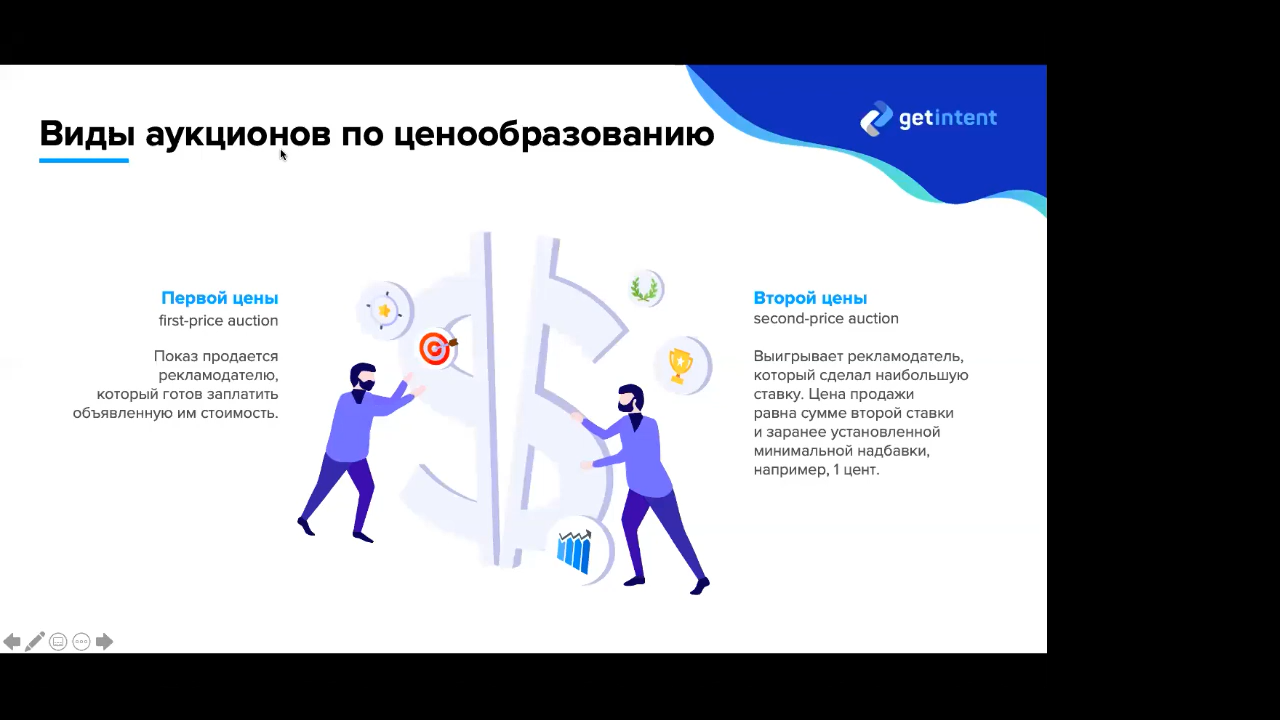 Виды аукционов по ценообразованию
getintent
Первой цены
first-price auction
Показ продается
рекламодателю,
который готов заплатить
объявленную им стоимость.
Второй цены
second-price auction
Выигрывает рекламодатель,
который сделал наибольшую
ставку. Цена продажи
равна сумме второй ставки
и заранее установленной
минимальной надбавки,
например, 1 цент.